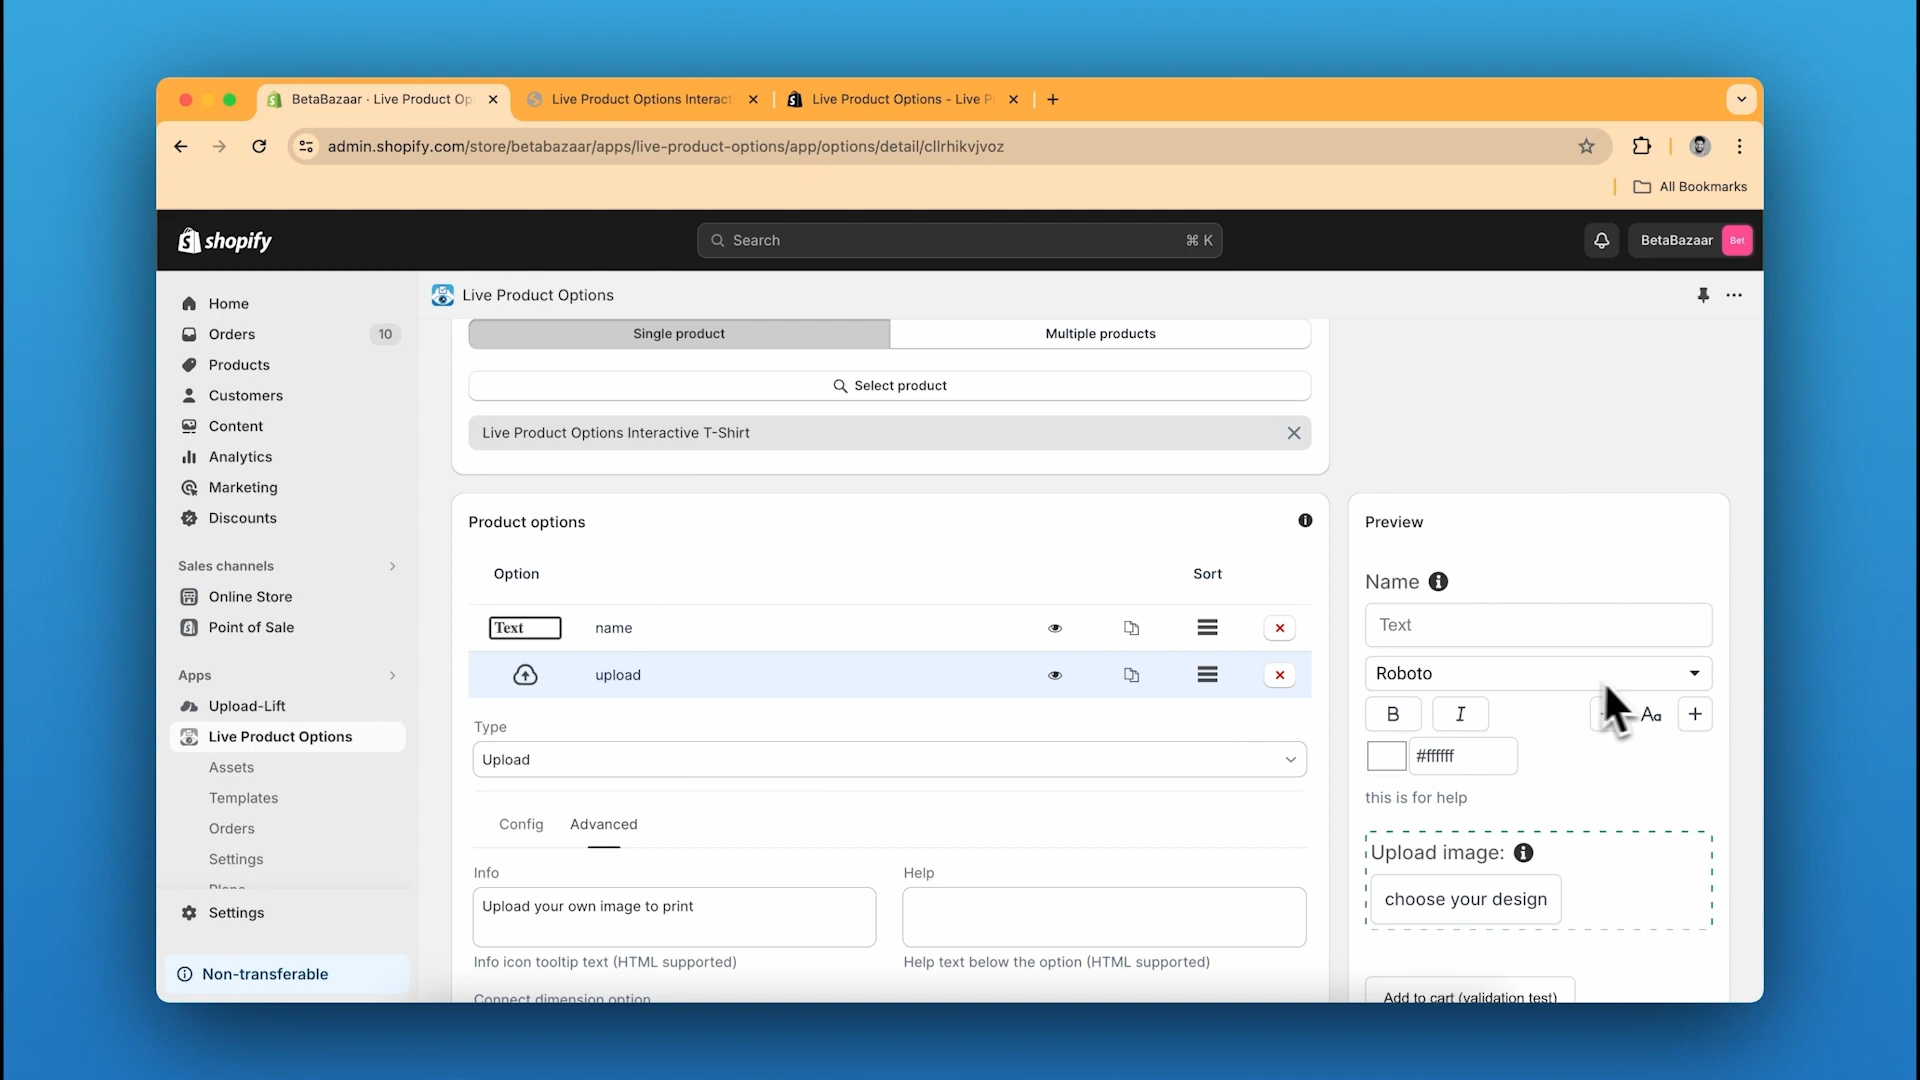 BetaBazaar · Live Product Op
Live Product Options Interact
Live Product Options - Live P
admin.shopify.com/store/betabazaar/apps/live-product-options/app/options/detail/cllrhikvjvoz
All Bookmarks
shopify
Search
⌘ K
BetaBazaar
Bet
Home
Orders
10
Products
Customers
Content
Analytics
Marketing
Discounts
Sales channels
Online Store
Point of Sale
Apps
Upload-Lift
Live Product Options
Assets
Templates
Orders
Settings
Plans
Settings
Non-transferable
Live Product Options
Single product
Multiple products
Select product
Live Product Options Interactive T-Shirt
Product options
Option
Sort
Text
name
upload
Type
Upload
Config
Advanced
Info
Help
Upload your own image to print
Info icon tooltip text (HTML supported)
Help text below the option (HTML supported)
Connect dimension option
Preview
Name
Text
Roboto
B
I
Aa
+
#ffffff
this is for help
Upload image:
choose your design
Add to cart (validation test)